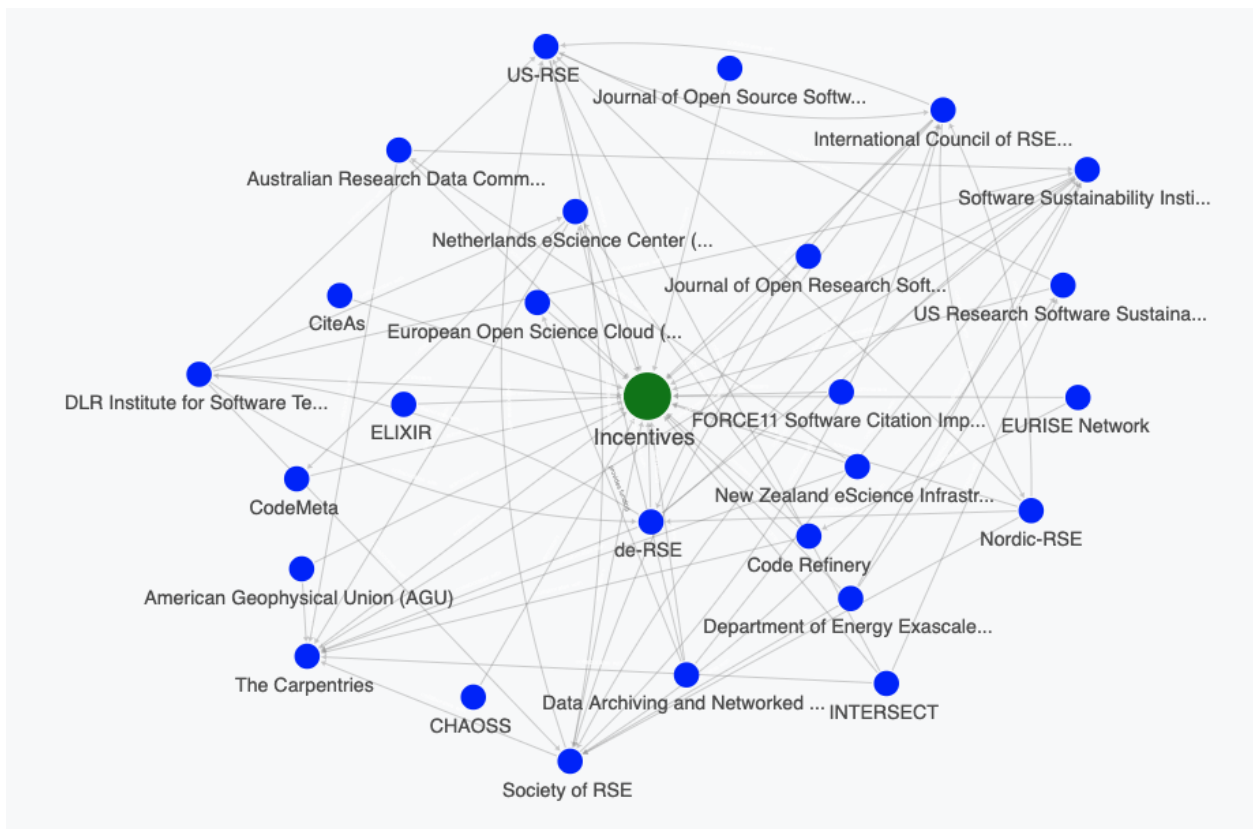 US-RSE
Journal of Open Source Softw...
International Council of RSE...
Australian Research Data Comm...
Software Sustainability Insti...
Netherlands eScience Center (...
Journal of Open Research Soft...
US Research Software Sustaina...
CiteAs
European Open Science Cloud (...
DLR Institute for Software Te...
ELIXIR
Incentives
FORCE11 Software Citation Imp...
EURISE Network
CodeMeta
New Zealand eScience Infrastr...
Nordic-RSE
de-RSE
Code Refinery
American Geophysical Union (AGU)
Department of Energy Exascale...
The Carpentries
CHAOSS
Data Archiving and Networked ...
INTERSECT
Society of RSE